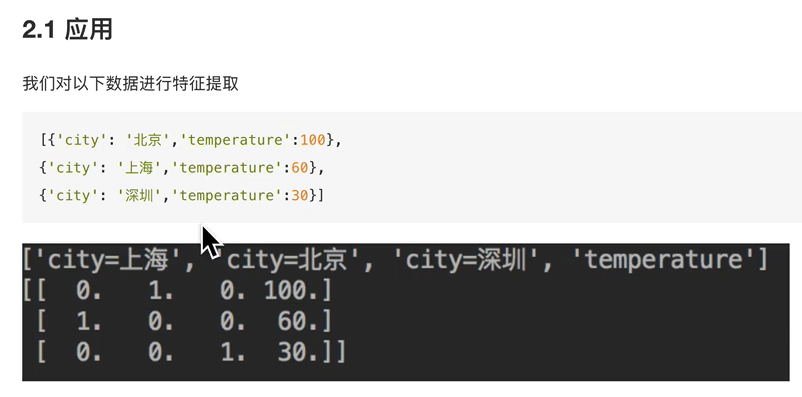 2.1 应用
我们对以下数据进行特征提取
[{'city': '北京','temperature':100},
{'city': '上海','temperature':60},
{'city': '深圳','temperature':30}]
['city=上海', 'city=北京', 'city=深圳', 'temperature']
[[  0.   1.   0. 100.]
 [  1.   0.   0.  60.]
 [  0.   0.   1.  30.]]